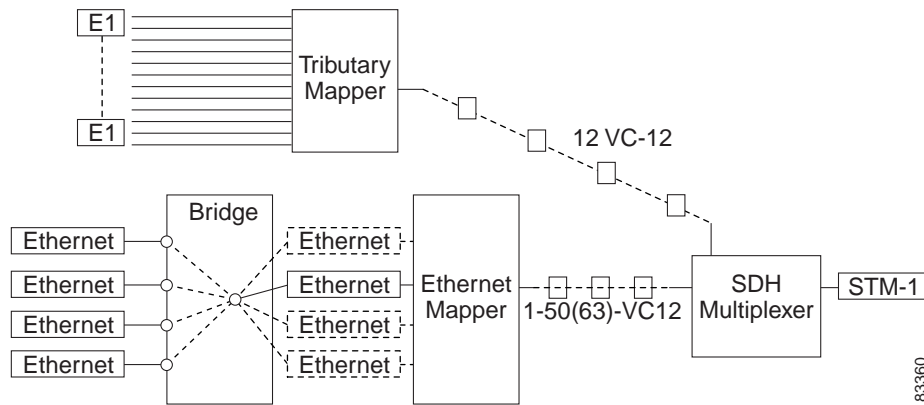 E1
E1
Tributary
Mapper
12 VC-12
Bridge
Ethernet
Ethernet
Ethernet
Ethernet
Ethernet
Ethernet
Ethernet
Ethernet
Ethernet
Mapper
1-50(63)-VC12
SDH
Multiplexer
STM-1
83360